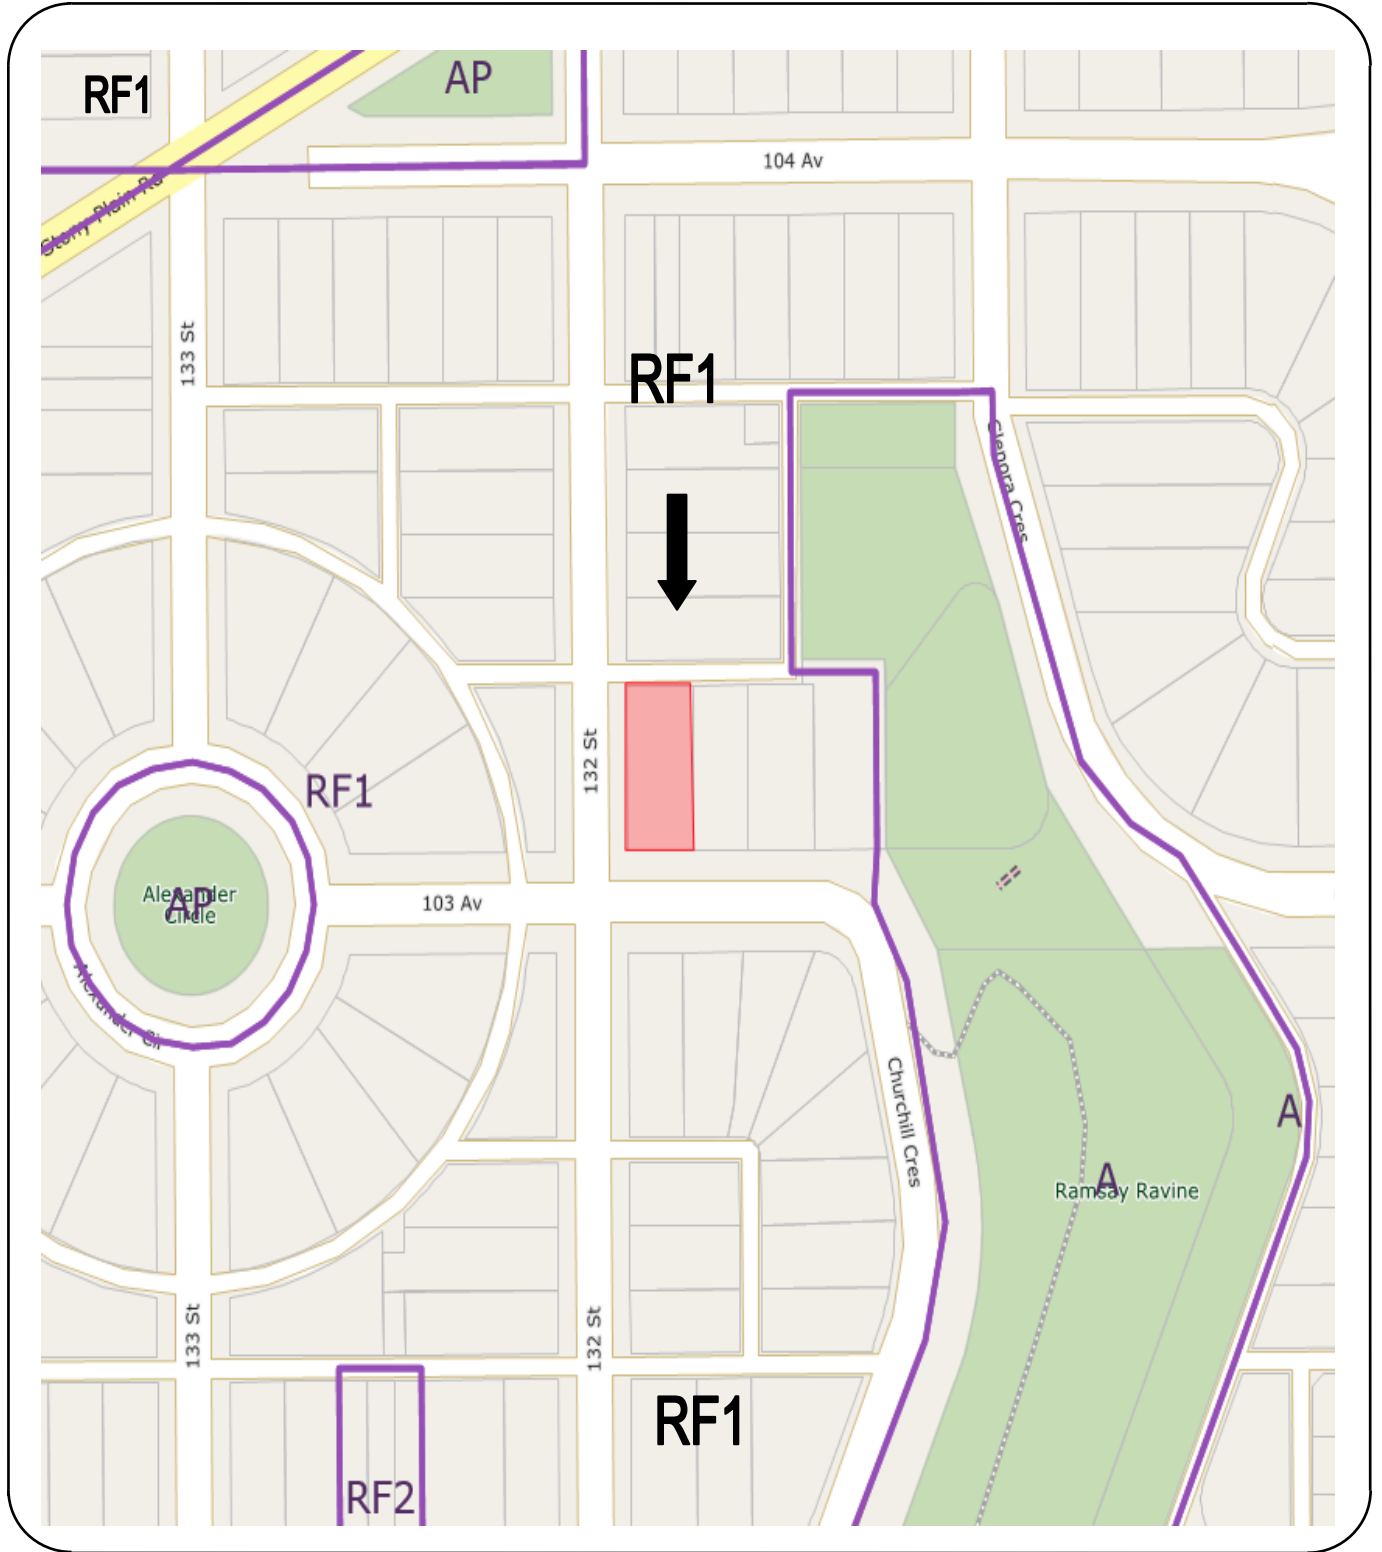 AP
RF1
104 Av
Stony Plain Rd
133 St
RF1
Glenora Cres
132 St
RF1
Alexander
Circle
AP
103 Av
Alexander Cir
Churchill Cres
A
A
Ramsay Ravine
133 St
132 St
RF1
RF2